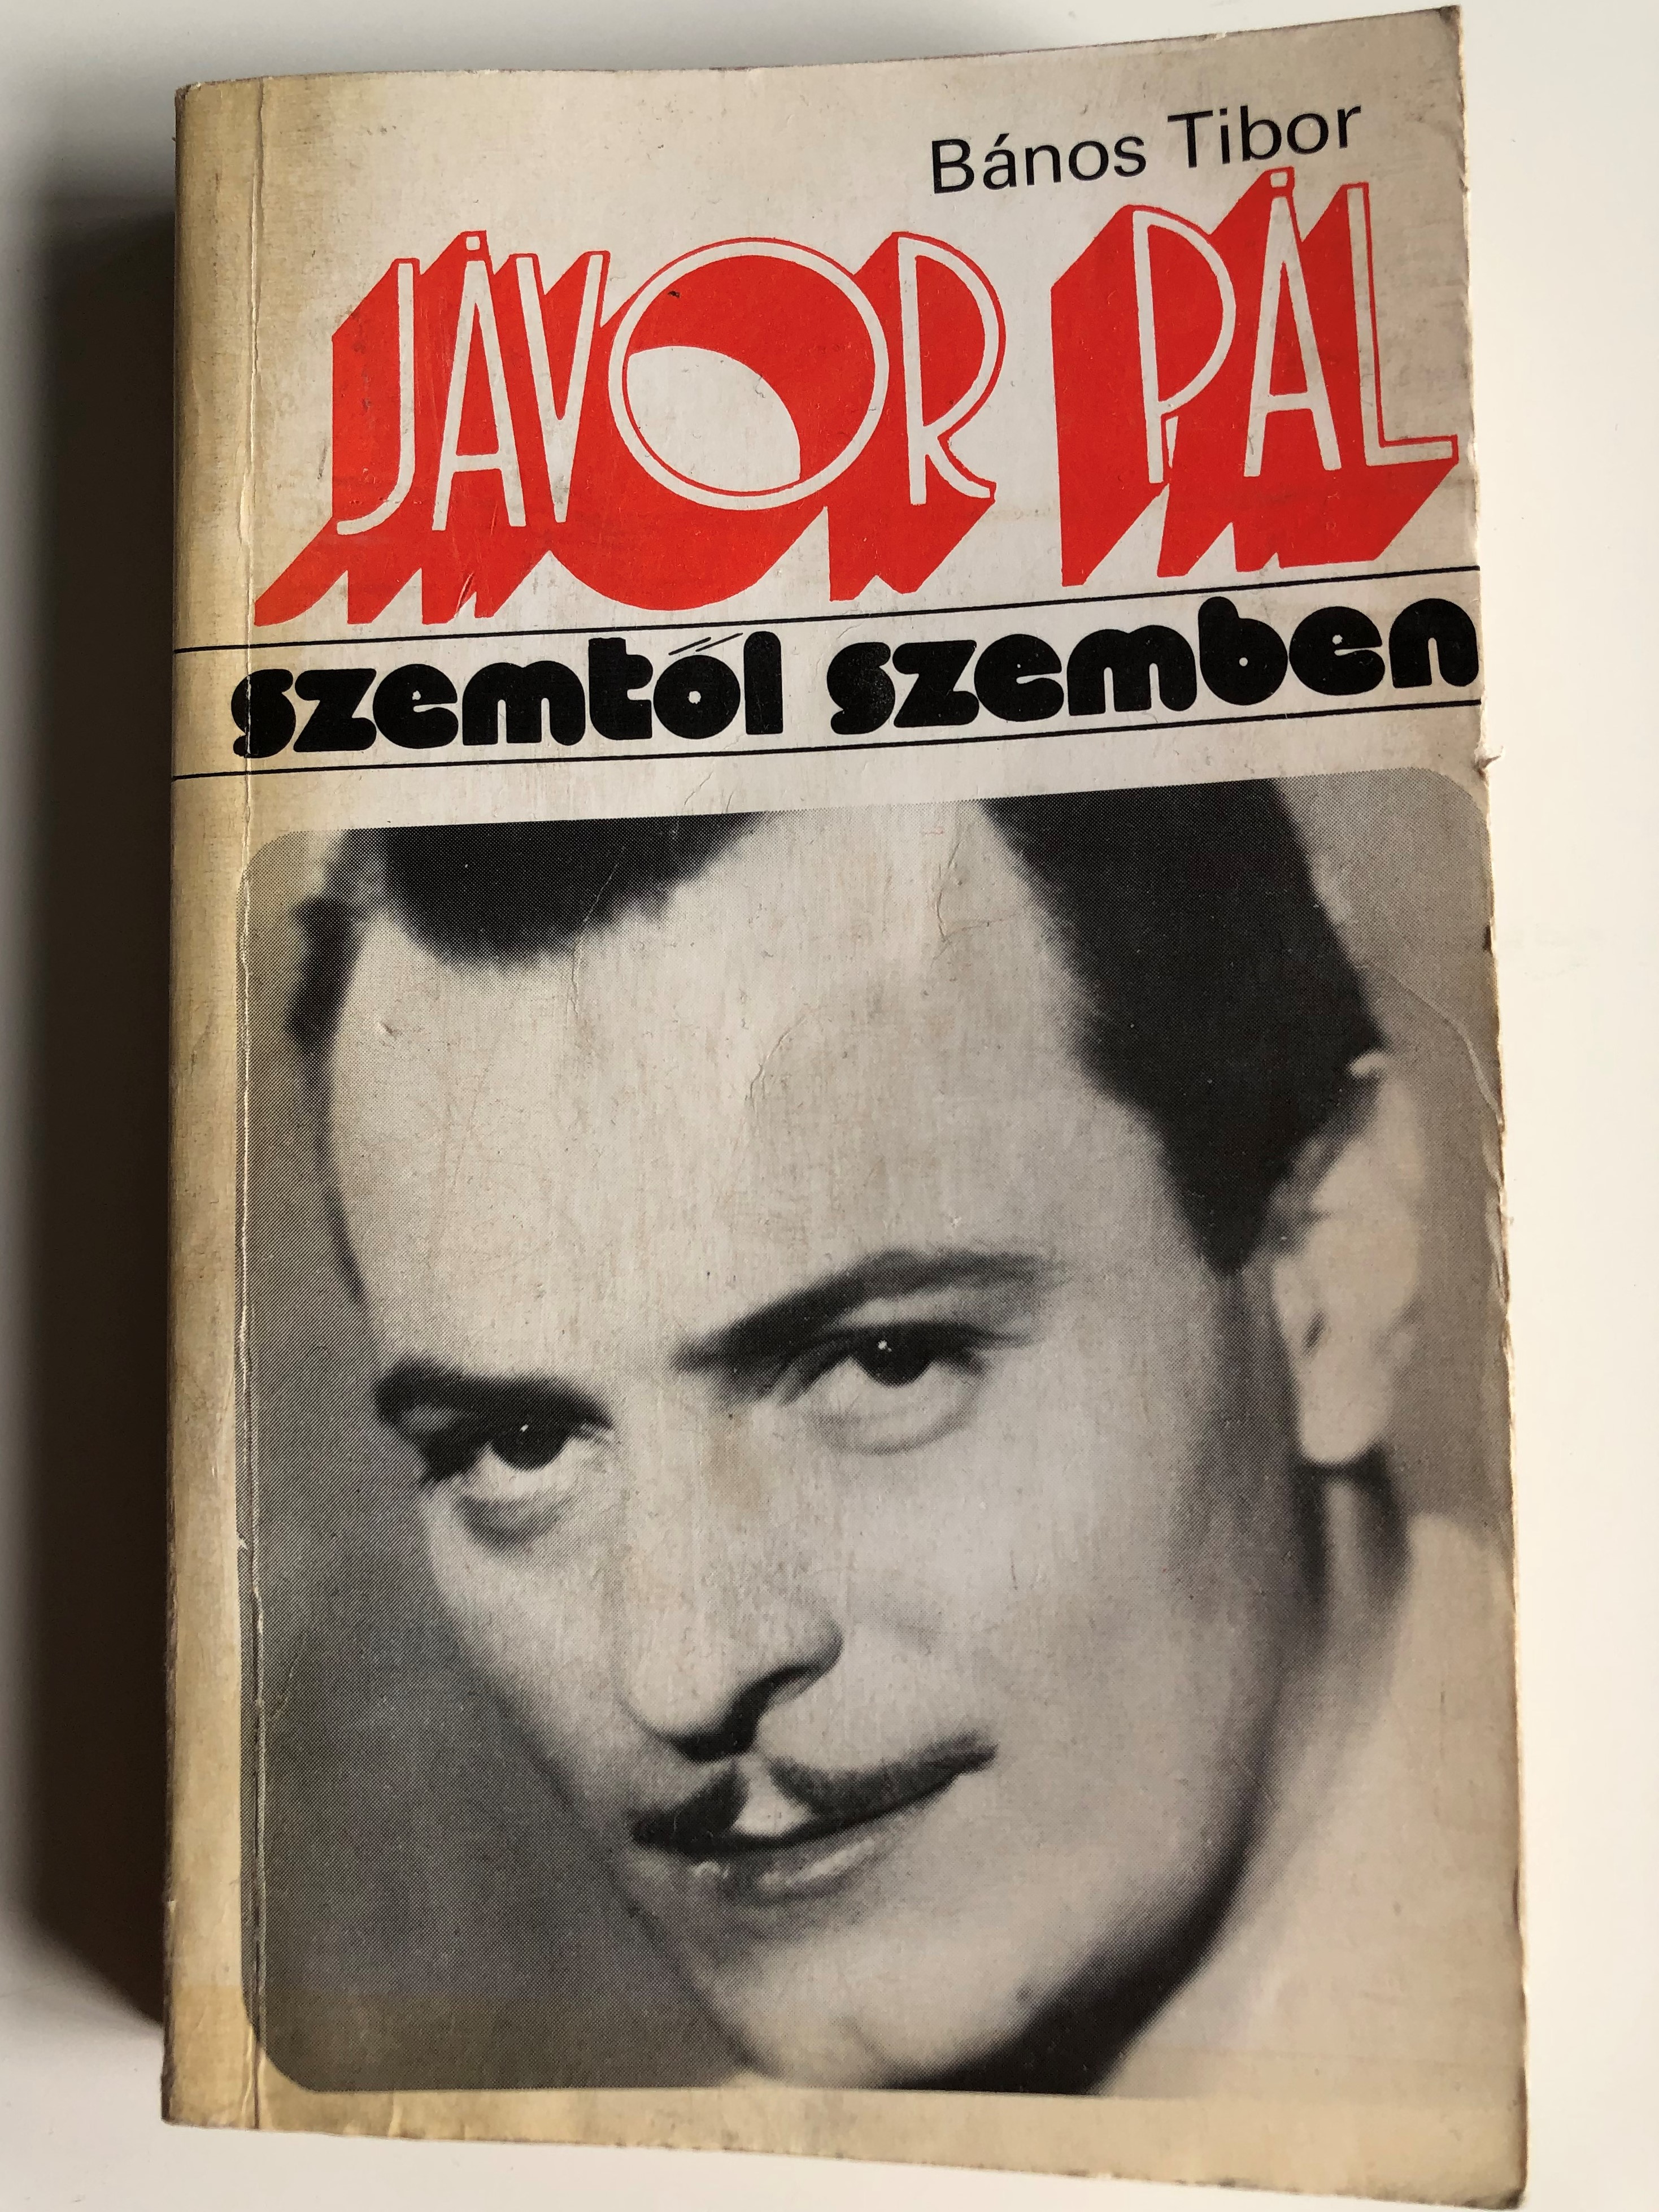 Bános Tibor
JÁVOR PÁL
szemtől szemben